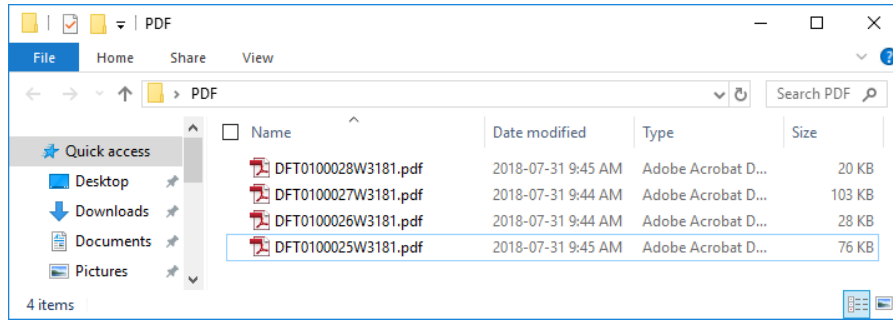 PDF
File Home Share View
PDF Search PDF
Name Date modified Type Size
Quick access
Desktop
Downloads
Documents
Pictures
DFT0100028W3181.pdf 2018-07-31 9:45 AM Adobe Acrobat D... 20 KB
DFT0100027W3181.pdf 2018-07-31 9:44 AM Adobe Acrobat D... 103 KB
DFT0100026W3181.pdf 2018-07-31 9:44 AM Adobe Acrobat D... 28 KB
DFT0100025W3181.pdf 2018-07-31 9:45 AM Adobe Acrobat D... 76 KB
4 items